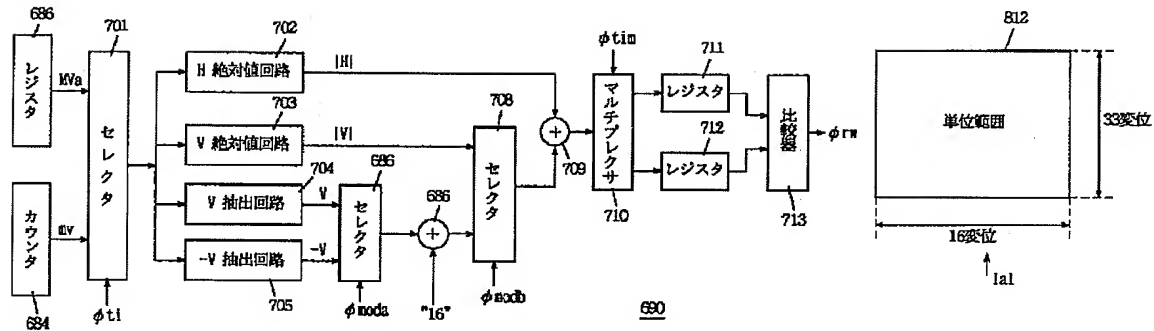 686
レジスタ
MVa
カウンタ
mv
684
701
セレクタ
φti
702
H 絶対値回路
|H|
703
V 絶対値回路
|V|
704
V 抽出回路
V
-V 抽出回路
-V
705
686
セレクタ
φmoda
686
"16"
708
セレクタ
φmodb
709
φtim
マルチプレクサ
710
711
レジスタ
712
レジスタ
比較器
713
φrw
690
812
単位範囲
33変位
16変位
|a|